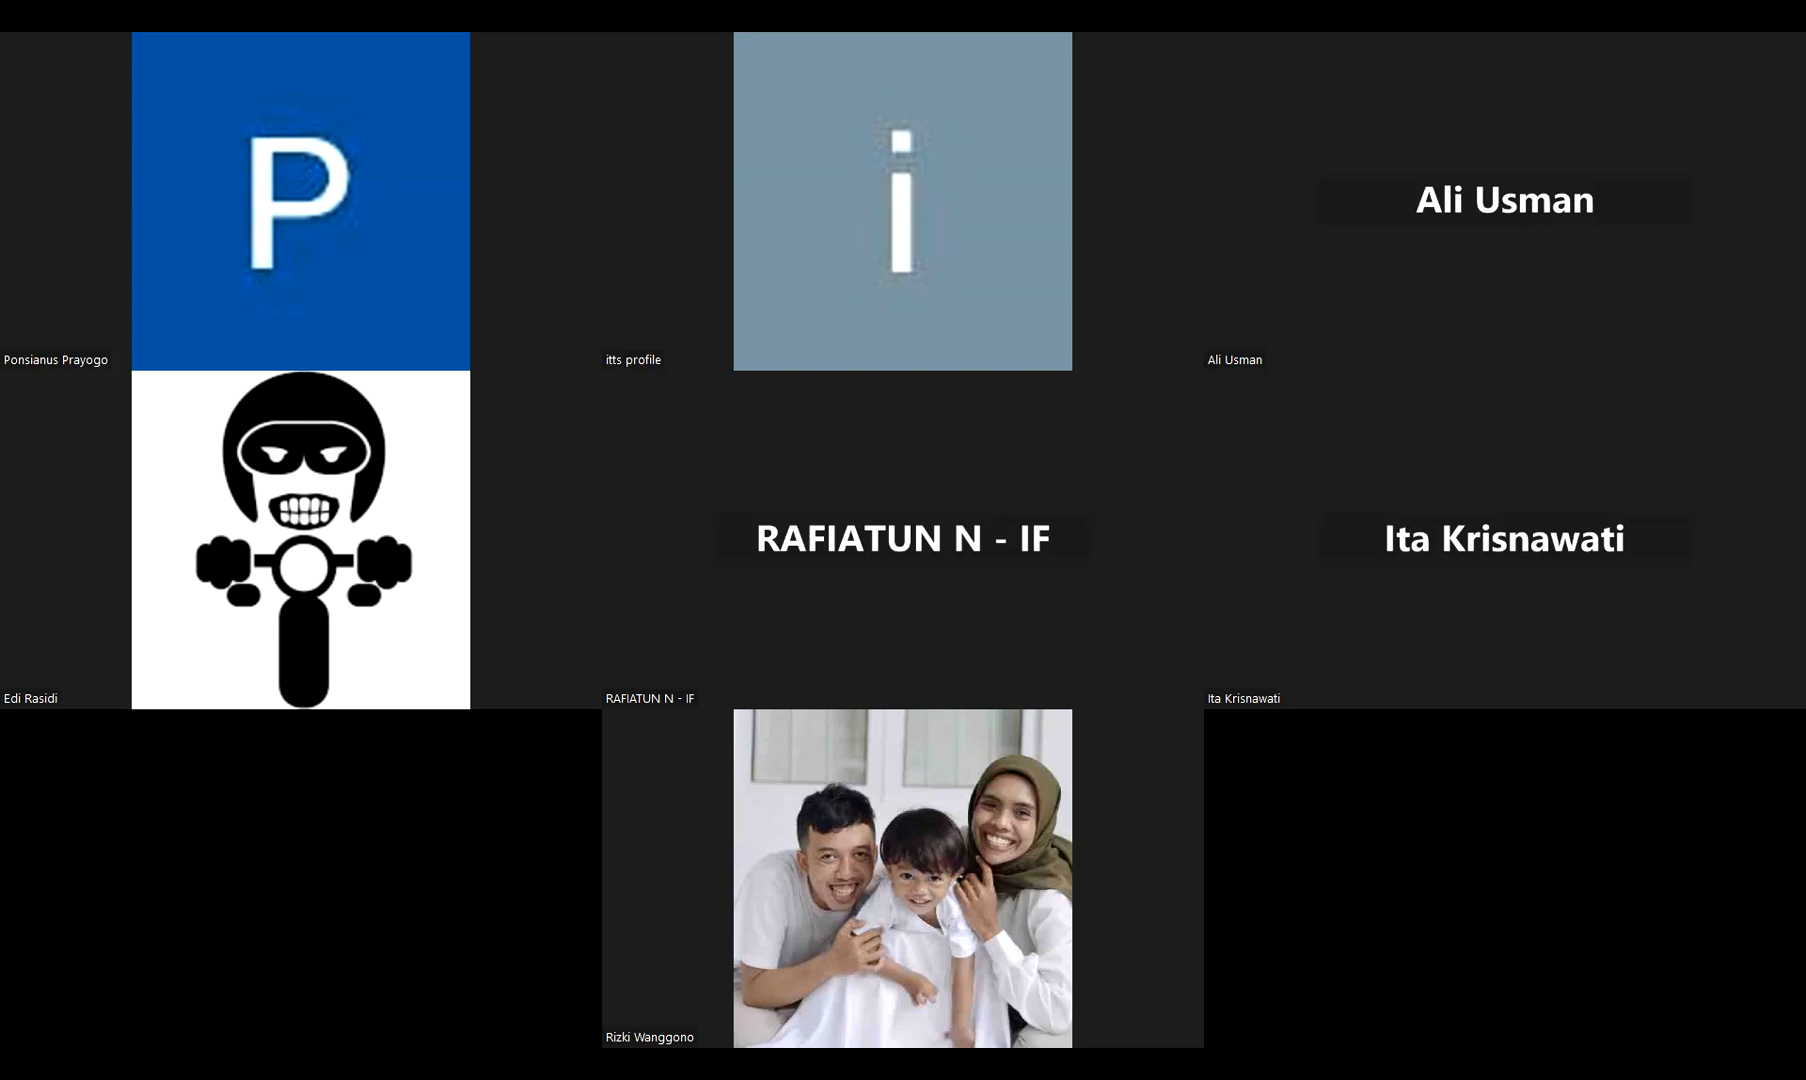 P
i
Ali Usman
Ponsianus Prayogo
itts profile
Ali Usman
RAFIATUN N - IF
Ita Krisnawati
Edi Rasidi
RAFIATUN N - IF
Ita Krisnawati
Rizki Wanggono